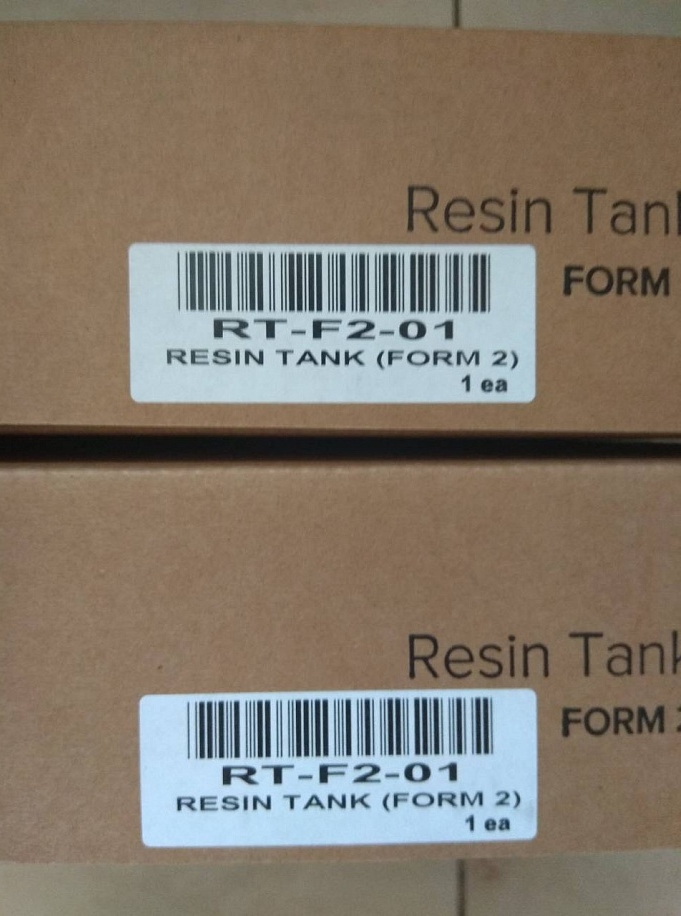 Resin Tank
FORM
RT-F2-01
RESIN TANK (FORM 2)
1 ea
Resin Tank
FORM 2
RT-F2-01
RESIN TANK (FORM 2)
1 ea